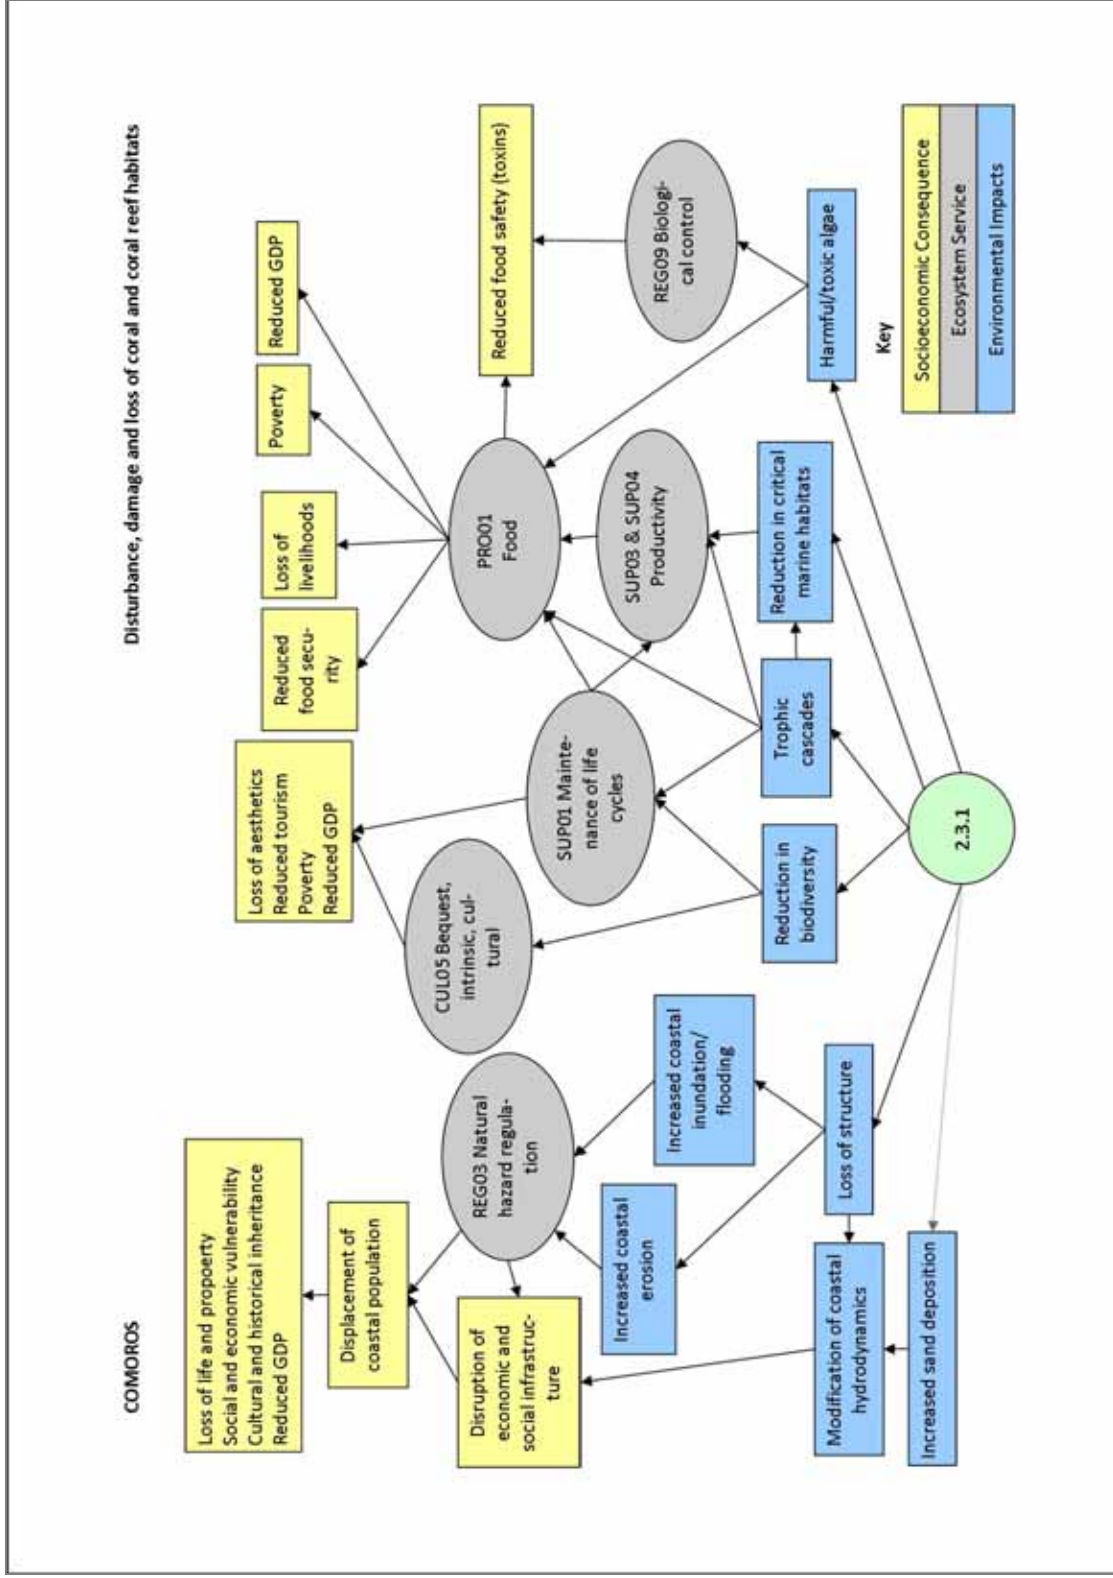 COMOROS
Disturbance, damage and loss of coral and coral reef habitats
Loss of life and propoerty
Social and economic vulnerability
Cultural and historical inheritance
Reduced GDP
Displacement of
coastal population
Disruption of
economic and
social infrastruc-
ture
REG03 Natural
hazard regula-
tion
Increased coastal
erosion
Increased coastal
inundation/
flooding
Modification of coastal
hydrodynamics
Loss of structure
Increased sand deposition
Loss of aesthetics
Reduced tourism
Poverty
Reduced GDP
CUL05 Bequest,
intrinsic, cul-
tural
SUP01 Mainte-
nance of life
cycles
Reduction in
biodiversity
Trophic
cascades
2.3.1
Reduced
food secu-
rity
Loss of
livelihoods
Poverty
Reduced GDP
PRO01
Food
SUP03 & SUP04
Productivity
Reduction in critical
marine habitats
Reduced food safety (toxins)
REG09 Biologi-
cal control
Harmful/toxic algae
Key
Socioeconomic Consequence
Ecosystem Service
Environmental Impacts